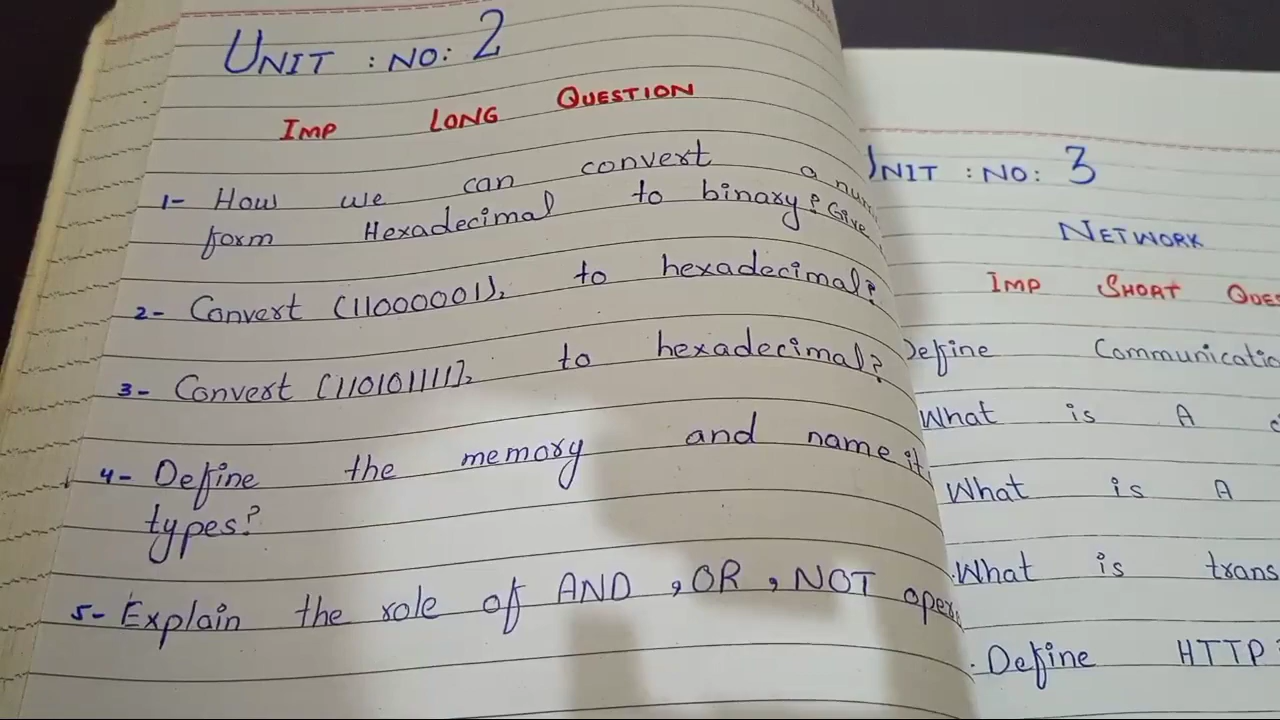 UNIT : NO: 2
IMP LONG QUESTION
1- How we can convert a
form Hexadecimal to binary? Give
2- Convert (11000001)₂ to hexadecimal?
3- Convert (110101111)₂ to hexadecimal?
4- Define the memory and name it
types?
5- Explain the role of AND, OR, NOT
UNIT : NO: 3
NETWORK
IMP SHORT
Define
What is A
What is A
What is
Define HTTP